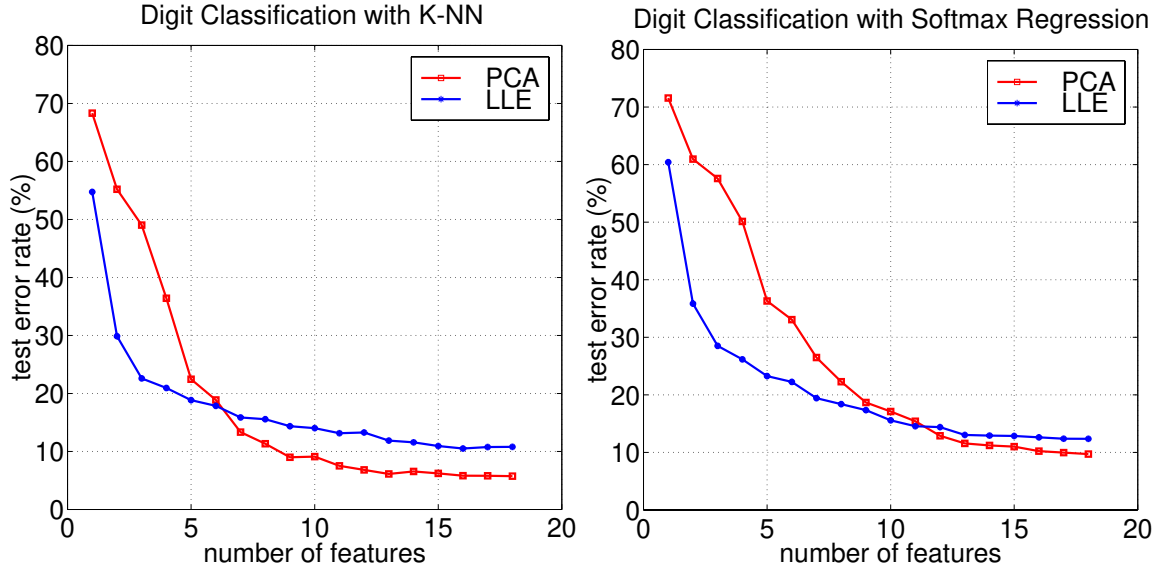 Digit Classification with K-NN
80
70
60
50
40
30
20
10
0
0
5
10
15
20
test error rate (%)
number of features
PCA
LLE
Digit Classification with Softmax Regression
80
70
60
50
40
30
20
10
0
0
5
10
15
20
test error rate (%)
number of features
PCA
LLE